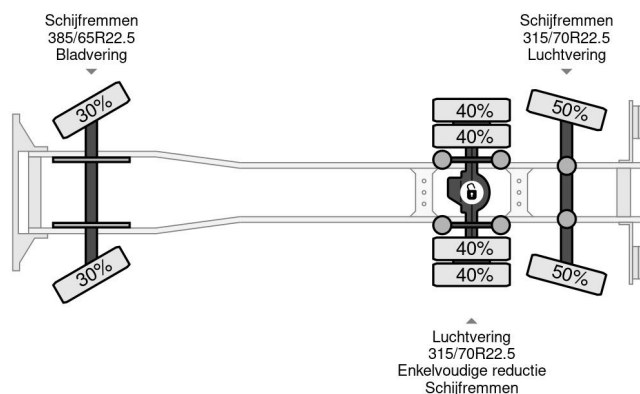 Schijfremmen
385/65R22.5
Bladvering
Schijfremmen
315/70R22.5
Luchtvering
30%
40%
40%
50%
30%
40%
40%
50%
Luchtvering
315/70R22.5
Enkelvoudige reductie
Schijfremmen